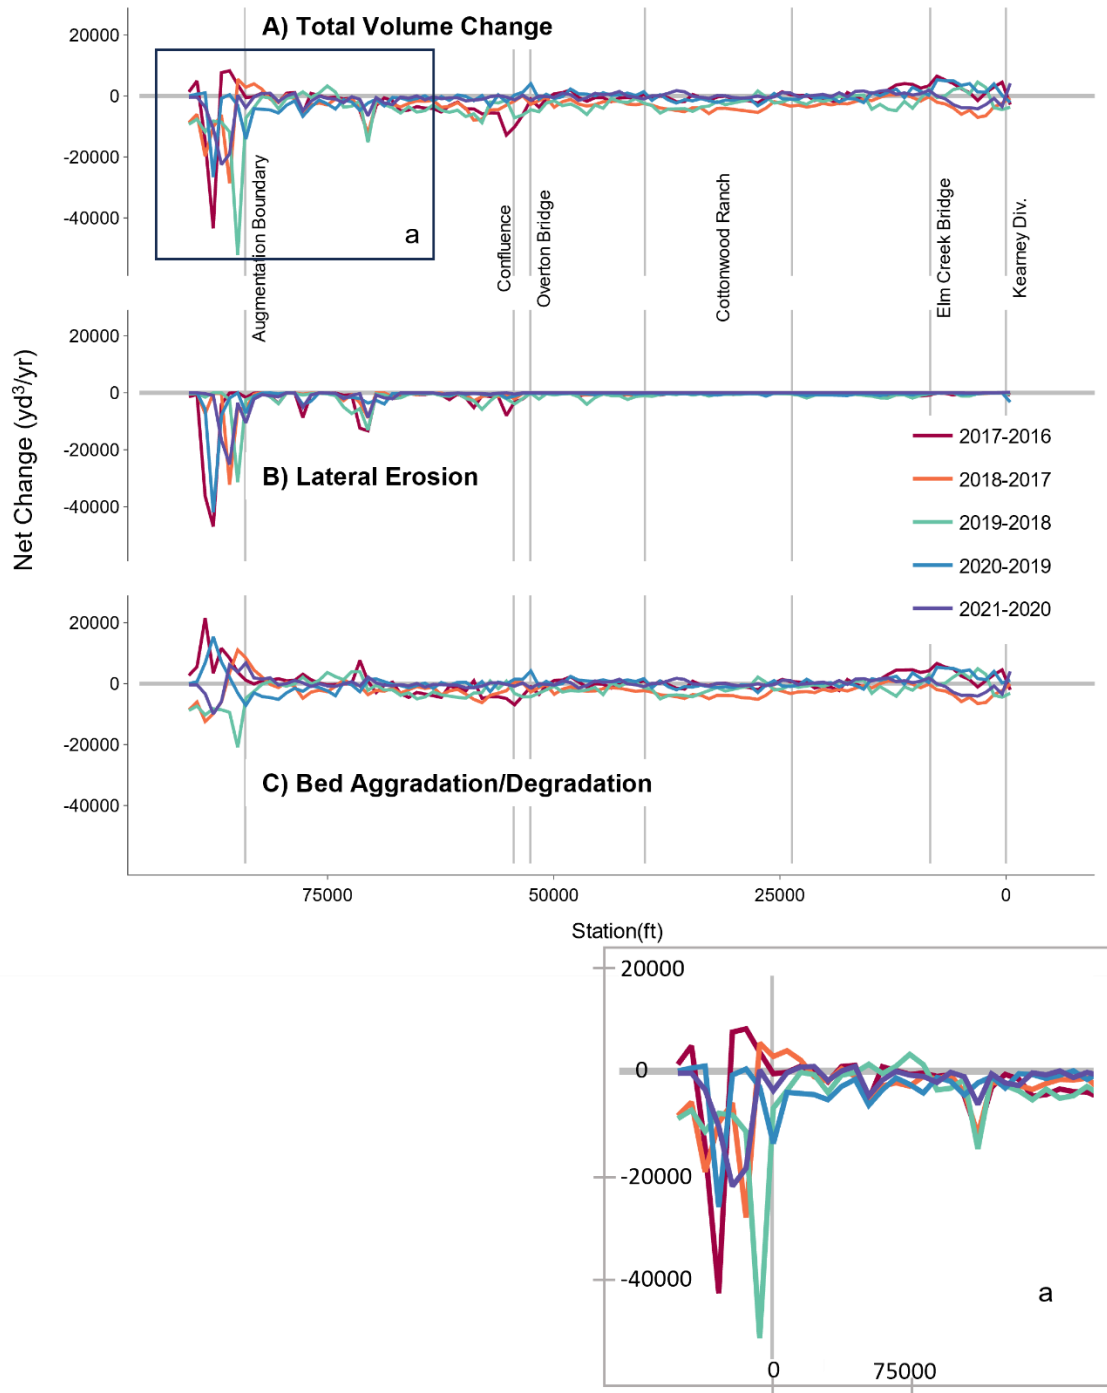 A) Total Volume Change
20000
0
-20000
-40000
a
Augmentation Boundary
Confluence
Overton Bridge
Cottonwood Ranch
Elm Creek Bridge
Kearney Div.
Net Change (yd³/yr)
20000
0
-20000
-40000
B) Lateral Erosion
2017-2016
2018-2017
2019-2018
2020-2019
2021-2020
20000
0
-20000
-40000
C) Bed Aggradation/Degradation
75000
50000
25000
0
Station(ft)
20000
0
-20000
-40000
a
0
75000